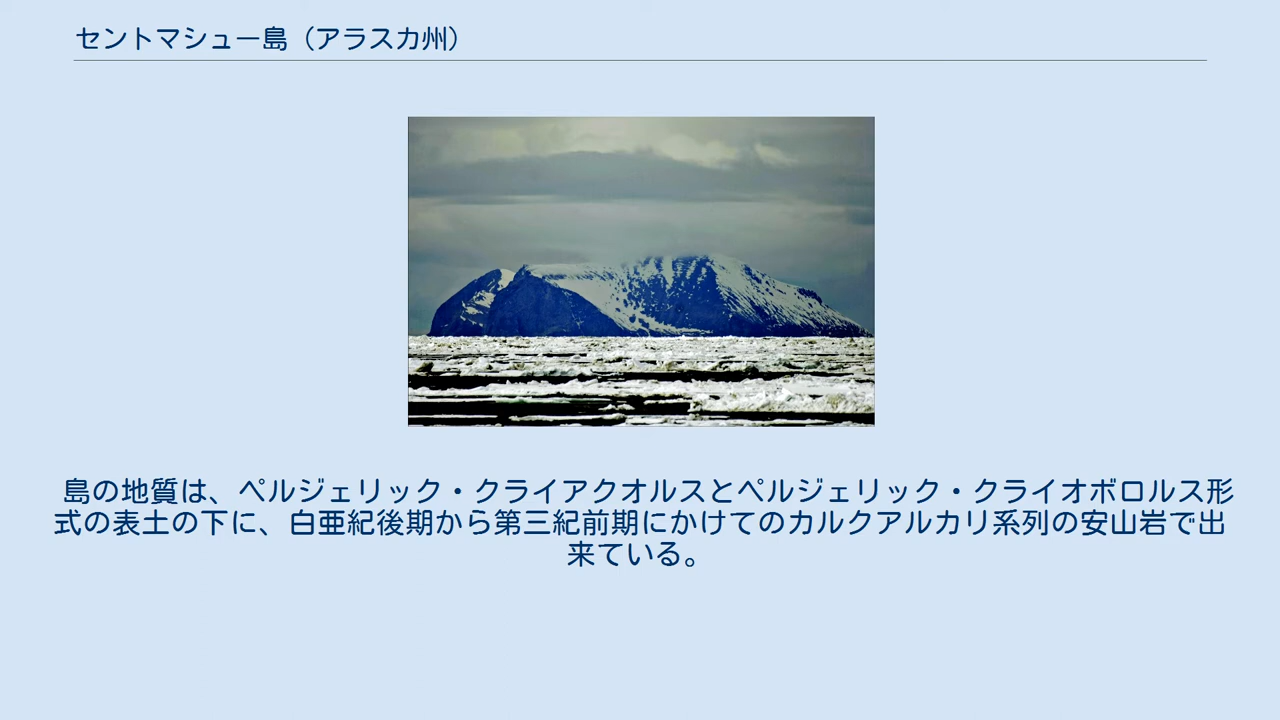 セントマシュー島（アラスカ州）
島の地質は、ペルジェリック・クライアクオルスとペルジェリック・クライオボロルス形
式の表土の下に、白亜紀後期から第三紀前期にかけてのカルクアルカリ系列の安山岩で出
来ている。